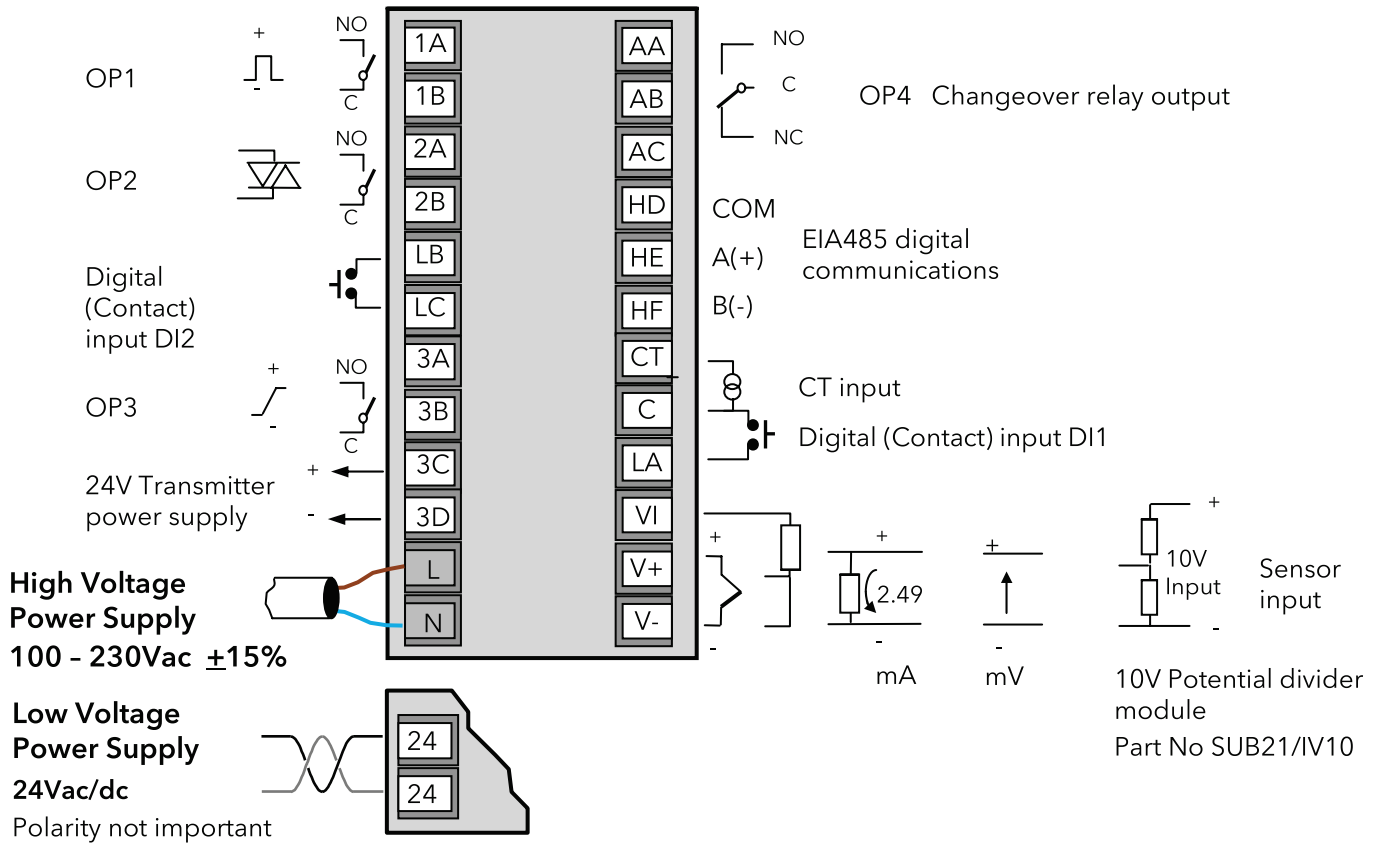 OP1
+
-
NO
C
OP2
NO
C
Digital
(Contact)
input DI2
OP3
+
-
NO
C
24V Transmitter
power supply
+
-
High Voltage
Power Supply
100 – 230Vac ±15%
Low Voltage
Power Supply
24Vac/dc
Polarity not important
1A
1B
2A
2B
LB
LC
3A
3B
3C
3D
L
N
24
24
AA
AB
AC
HD
HE
HF
CT
C
LA
VI
V+
V-
NO
C
NC
OP4 Changeover relay output
COM
A(+)
B(-)
EIA485 digital
communications
CT input
Digital (Contact) input DI1
+
-
+
2.49
-
mA
+
-
mV
+
10V
Input
-
Sensor
input
10V Potential divider
module
Part No SUB21/IV10